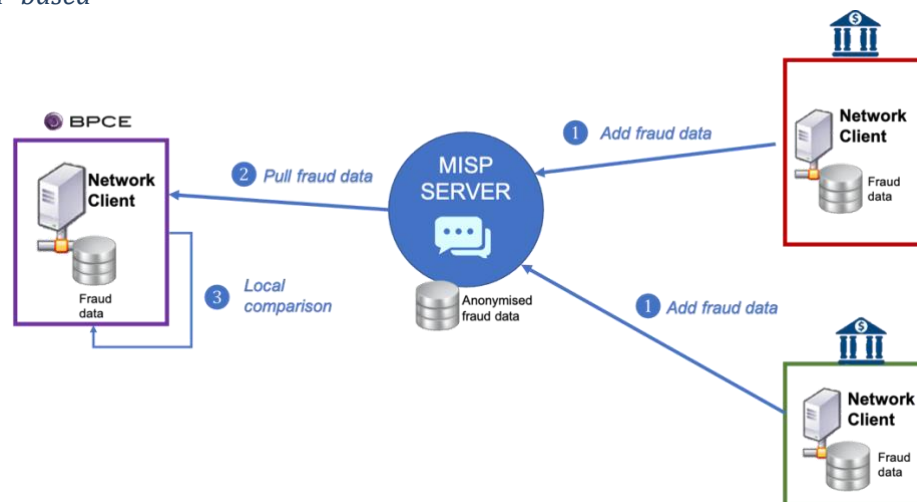 based
BPCE
Network
Client
Fraud
data
2 Pull fraud data
3 Local
comparison
MISP
SERVER
Anonymised
fraud data
1 Add fraud data
$
Network
Client
Fraud
data
1 Add fraud data
$
Network
Client
Fraud
data